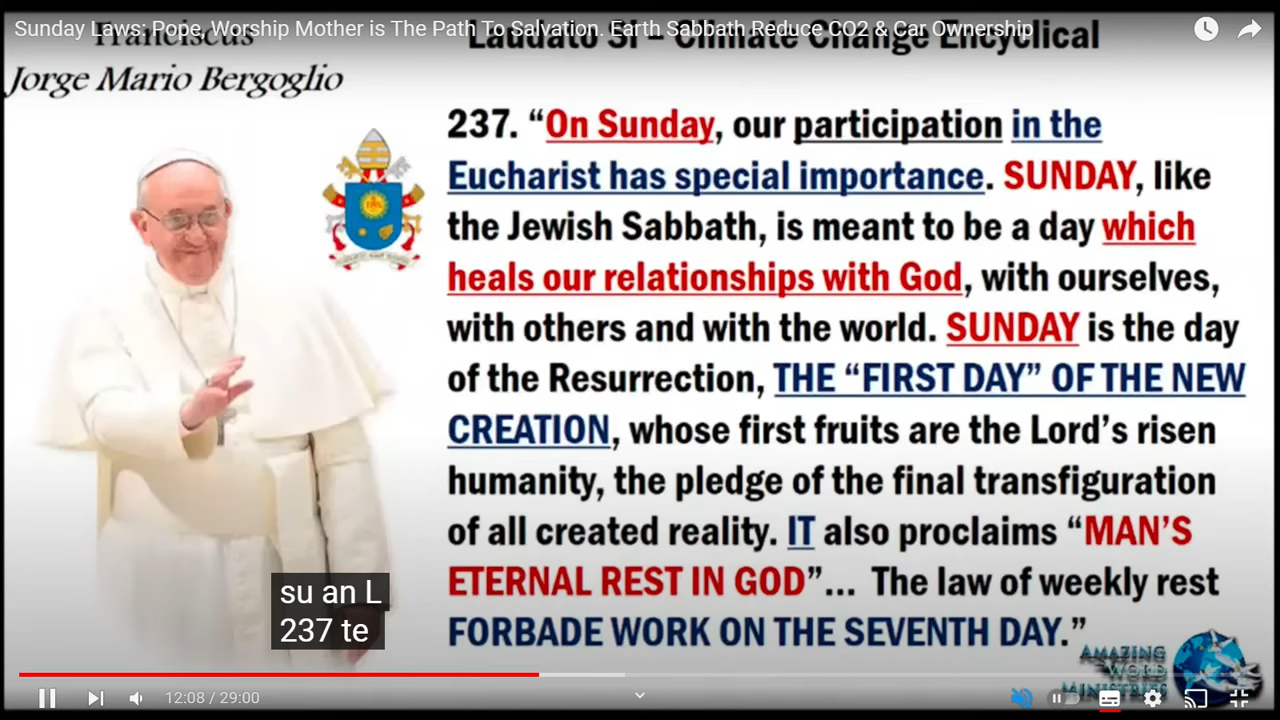 Sunday Laws: Pope, Worship Mother is The Path To Salvation. Earth Sabbath Reduce CO2 & Car Ownership
Franciscus
Laudato Si – Climate Change Encyclical
Jorge Mario Bergoglio
237. “On Sunday, our participation in the
Eucharist has special importance. SUNDAY, like
the Jewish Sabbath, is meant to be a day which
heals our relationships with God, with ourselves,
with others and with the world. SUNDAY is the day
of the Resurrection, THE “FIRST DAY” OF THE NEW
CREATION, whose first fruits are the Lord’s risen
humanity, the pledge of the final transfiguration
of all created reality. IT also proclaims “MAN’S
ETERNAL REST IN GOD”... The law of weekly rest
FORBADE WORK ON THE SEVENTH DAY.”
su an L
237 te
AMAZING
WORD
MINISTRIES
12:08 / 29:00